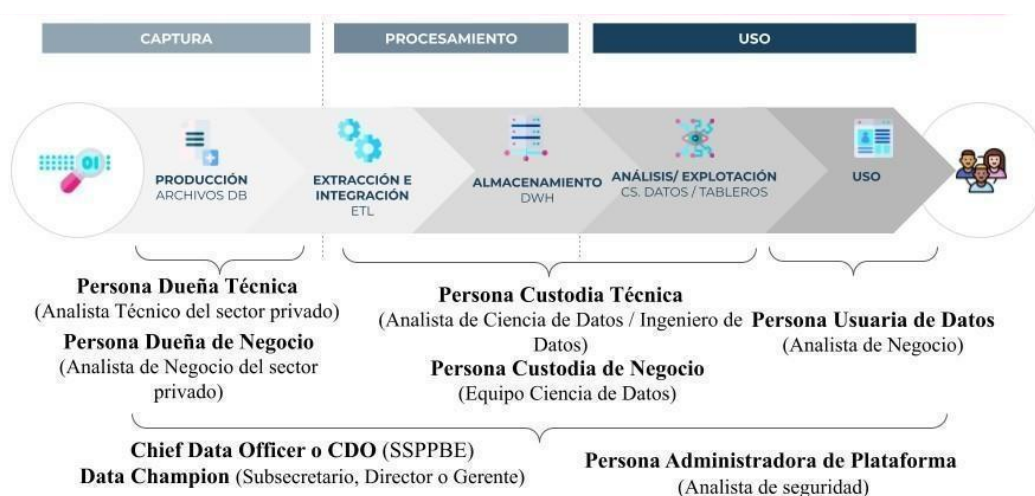 CAPTURA
PROCESAMIENTO
USO
01
PRODUCCIÓN
ARCHIVOS DB
EXTRACCIÓN E
INTEGRACIÓN
ETL
ALMACENAMIENTO
DWH
ANÁLISIS/ EXPLOTACIÓN
CS. DATOS / TABLEROS
USO
Persona Dueña Técnica
(Analista Técnico del sector privado)
Persona Dueña de Negocio
(Analista de Negocio del sector
privado)
Persona Custodia Técnica
(Analista de Ciencia de Datos / Ingeniero de
Datos)
Persona Custodia de Negocio
(Equipo Ciencia de Datos)
Persona Usuaria de Datos
(Analista de Negocio)
Chief Data Officer o CDO (SSPPBE)
Data Champion (Subsecretario, Director o Gerente)
Persona Administradora de Plataforma
(Analista de seguridad)